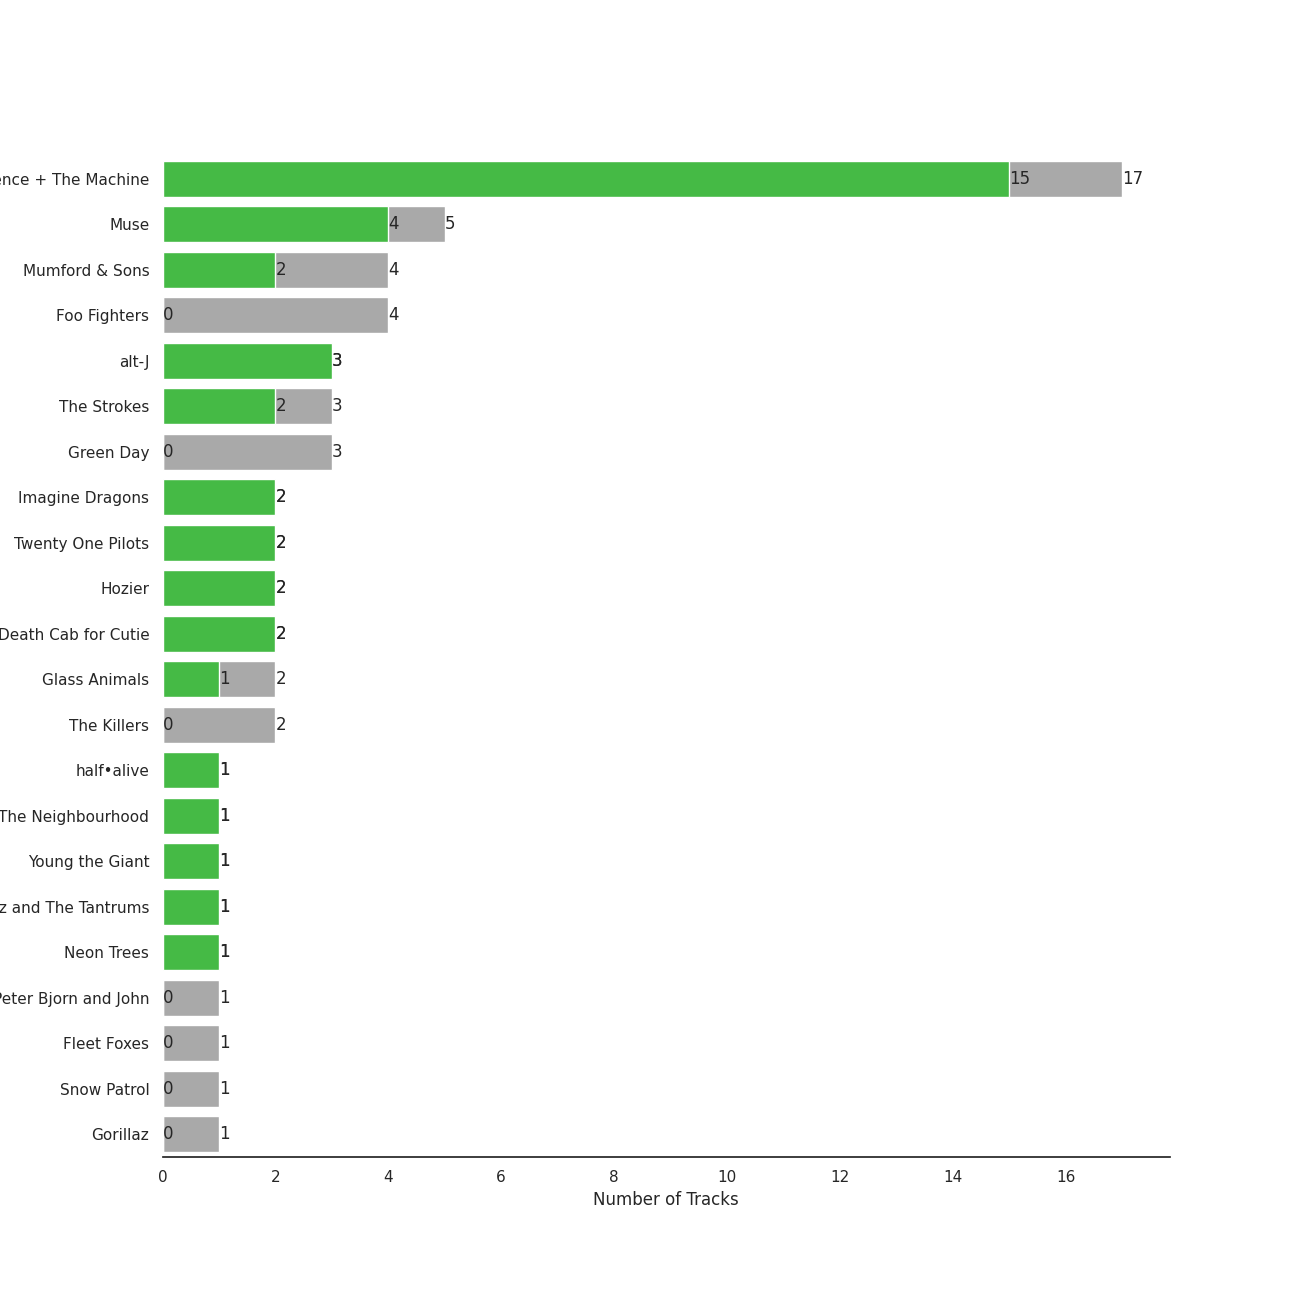 ence + The Machine 15 17
Muse 4 5
Mumford & Sons 2 4
Foo Fighters 0 4
alt-J 3
The Strokes 2 3
Green Day 0 3
Imagine Dragons 2
Twenty One Pilots 2
Hozier 2
Death Cab for Cutie 2
Glass Animals 1 2
The Killers 0 2
half•alive 1
The Neighbourhood 1
Young the Giant 1
z and The Tantrums 1
Neon Trees 1
Peter Bjorn and John 0 1
Fleet Foxes 0 1
Snow Patrol 0 1
Gorillaz 0 1
0 2 4 6 8 10 12 14 16
Number of Tracks